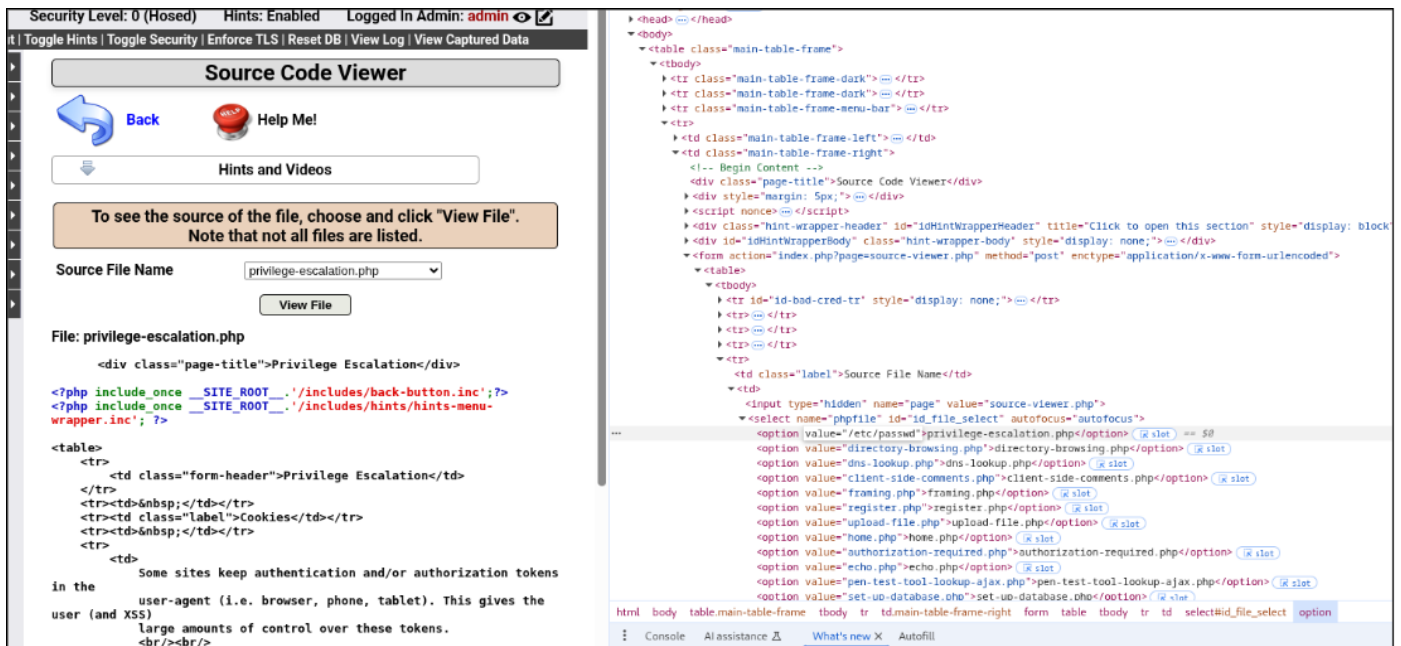 Security Level: 0 (Hosed) Hints: Enabled Logged In Admin: admin
| Toggle Hints | Toggle Security | Enforce TLS | Reset DB | View Log | View Captured Data
Source Code Viewer
Back
HELP
Help Me!
Hints and Videos
To see the source of the file, choose and click "View File".
Note that not all files are listed.
Source File Name privilege-escalation.php
View File
File: privilege-escalation.php
<div class="page-title">Privilege Escalation</div>
<?php include_once __SITE_ROOT__.'/includes/back-button.inc';?>
<?php include_once __SITE_ROOT__.'/includes/hints/hints-menu-
wrapper.inc'; ?>
<table>
<tr>
<td class="form-header">Privilege Escalation</td>
</tr>
<tr><td>&nbsp;</td></tr>
<tr><td class="label">Cookies</td></tr>
<tr><td>&nbsp;</td></tr>
<tr>
<td>
Some sites keep authentication and/or authorization tokens
in the
user-agent (i.e. browser, phone, tablet). This gives the
user (and XSS)
large amounts of control over these tokens.
<br/><br/>
<head> ... </head>
<body>
<table class="main-table-frame">
<tbody>
<tr class="main-table-frame-dark"> ... </tr>
<tr class="main-table-frame-dark"> ... </tr>
<tr class="main-table-frame-menu-bar"> ... </tr>
<tr>
<td class="main-table-frame-left"> ... </td>
<td class="main-table-frame-right">
<!-- Begin Content -->
<div class="page-title">Source Code Viewer</div>
<div style="margin: 5px;"> ... </div>
<script nonce> ... </script>
<div class="hint-wrapper-header" id="idHintWrapperHeader" title="Click to open this section" style="display: block"
<div id="idHintWrapperBody" class="hint-wrapper-body" style="display: none;"> ... </div>
<form action="index.php?page=source-viewer.php" method="post" enctype="application/x-www-form-urlencoded">
<table>
<tbody>
<tr id="id-bad-cred-tr" style="display: none;"> ... </tr>
<tr> ... </tr>
<tr> ... </tr>
<tr> ... </tr>
<tr>
<td class="label">Source File Name</td>
<td>
<input type="hidden" name="page" value="source-viewer.php">
<select name="phpfile" id="id_file_select" autofocus="autofocus">
... <option value="/etc/passwd">privilege-escalation.php</option> slot == $0
<option value="directory-browsing.php">directory-browsing.php</option> slot
<option value="dns-lookup.php">dns-lookup.php</option> slot
<option value="client-side-comments.php">client-side-comments.php</option> slot
<option value="framing.php">framing.php</option> slot
<option value="register.php">register.php</option> slot
<option value="upload-file.php">upload-file.php</option> slot
<option value="home.php">home.php</option> slot
<option value="authorization-required.php">authorization-required.php</option> slot
<option value="echo.php">echo.php</option> slot
<option value="pen-test-tool-lookup-ajax.php">pen-test-tool-lookup-ajax.php</option> slot
<option value="set-up-database.php">set-up-database.php</option> slot
html body table.main-table-frame tbody tr td.main-table-frame-right form table tbody tr td select#id_file_select option
Console AI assistance What's new Autofill